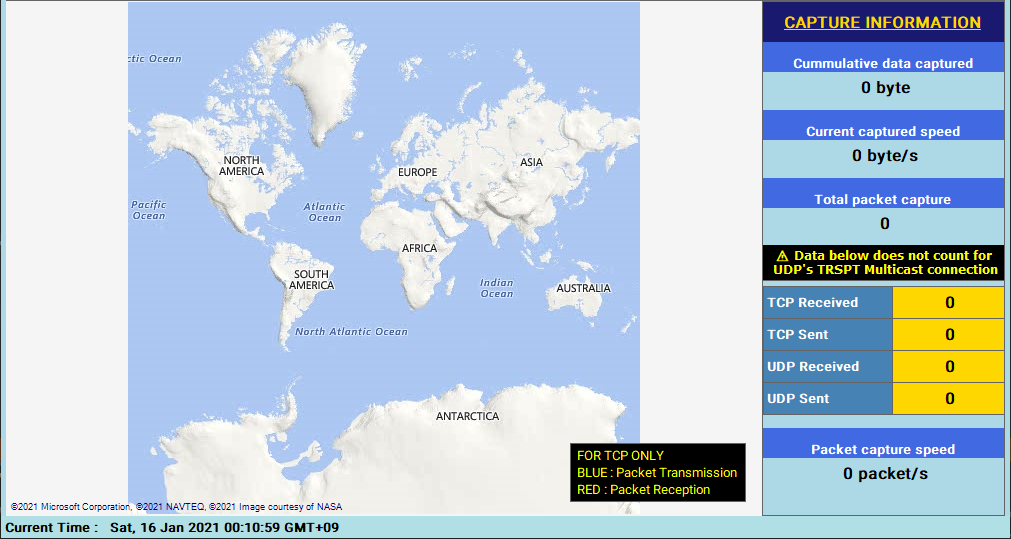 ctic Ocean
NORTH
AMERICA
EUROPE
ASIA
Pacific
Ocean
Atlantic
Ocean
AFRICA
SOUTH
AMERICA
Indian
Ocean
AUSTRALIA
North Atlantic Ocean
ANTARCTICA
FOR TCP ONLY
BLUE : Packet Transmission
RED : Packet Reception
©2021 Microsoft Corporation, ©2021 NAVTEQ, ©2021 Image courtesy of NASA
CAPTURE INFORMATION
Cummulative data captured
0 byte
Current captured speed
0 byte/s
Total packet capture
0
⚠ Data below does not count for
UDP's TRSPT Multicast connection
TCP Received 0
TCP Sent 0
UDP Received 0
UDP Sent 0
Packet capture speed
0 packet/s
Current Time : Sat, 16 Jan 2021 00:10:59 GMT+09